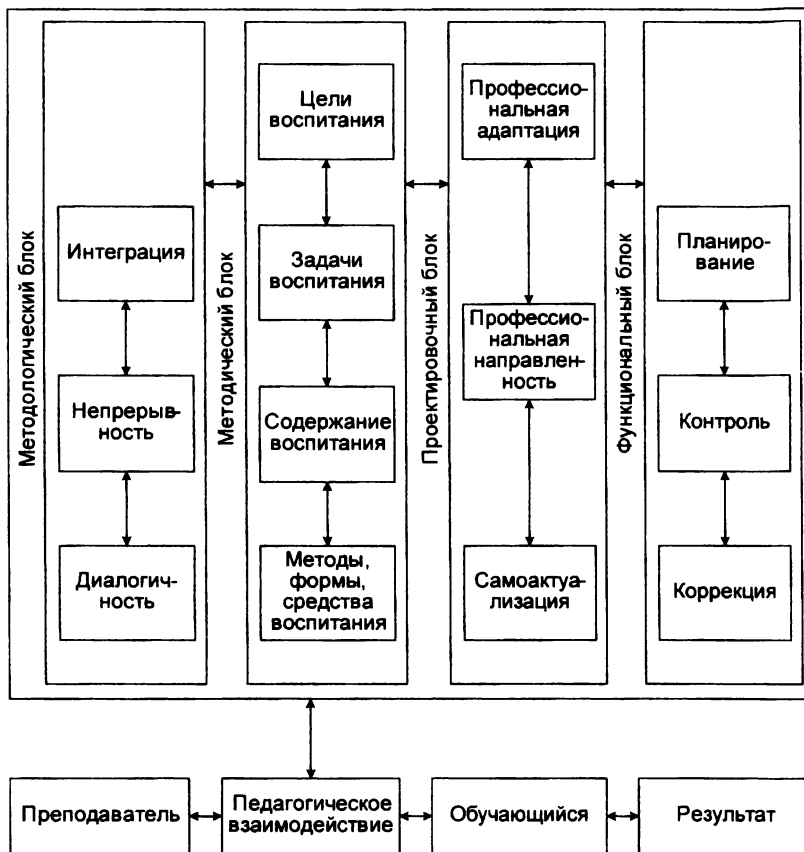 Методологический блок
Интеграция
Непрерыв-
ность
Диалогич-
ность
Методический блок
Цели
воспитания
Задачи
воспитания
Содержание
воспитания
Методы,
формы,
средства
воспитания
Проектировочный блок
Профессио-
нальная
адаптация
Профессио-
нальная
направлен-
ность
Самоактуа-
лизация
Функциональный блок
Планиро-
вание
Контроль
Коррекция
Преподаватель
Педагогическое
взаимодействие
Обучающийся
Результат